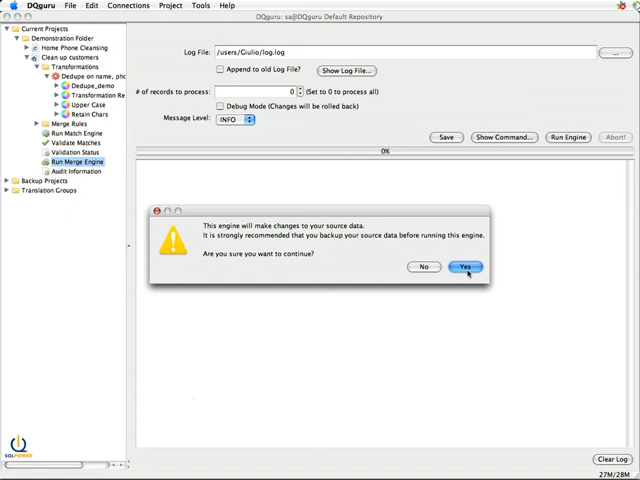 DQguru File Edit Connections Project Tools Help
DQguru: sa@DQguru Default Repository
Current Projects
Demonstration Folder
Home Phone Cleansing
Clean up customers
Transformations
Dedupe on name, pho
Dedupe_demo
Transformation Re
Upper Case
Retain Chars
Merge Rules
Run Match Engine
Validate Matches
Validation Status
Run Merge Engine
Audit Information
Backup Projects
Translation Groups
Log File: /users/Giulio/log.log ...
Append to old Log File? Show Log File...
# of records to process: 0 (Set to 0 to process all)
Debug Mode (Changes will be rolled back)
Message Level: INFO
Save Show Command... Run Engine Abort!
0%
This engine will make changes to your source data.
It is strongly recommended that you backup your source data before running this engine.
Are you sure you want to continue?
No Yes
SQLPOWER
Clear Log
27M/28M